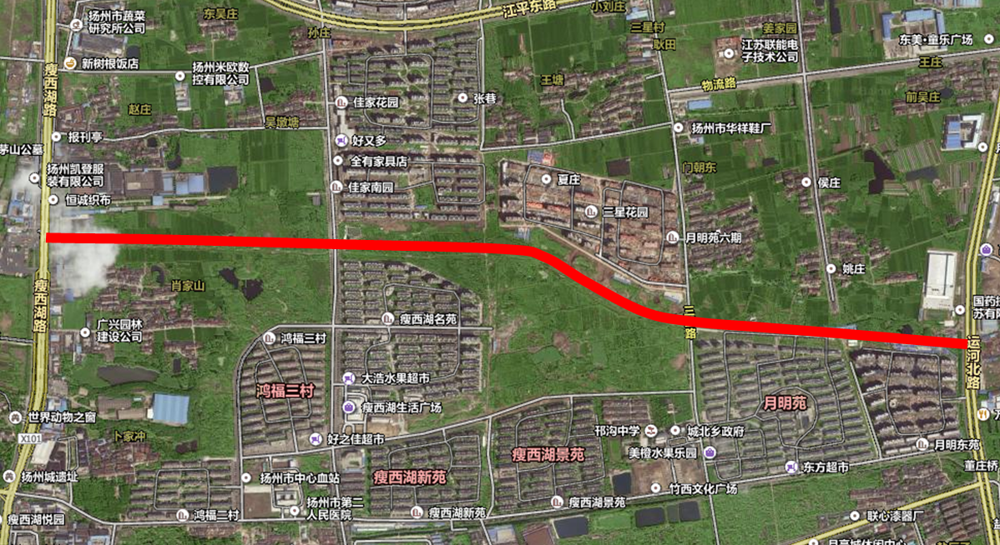 江平东路
小刘庄
扬州市蔬菜
研究所公司
东吴庄
孙庄
三星村
耿田
姜家园
东美·童乐广场
新树根饭店
扬州米欧数
控有限公司
江苏联能电
子技术公司
王庄
瘦西湖路
王塘
物流路
赵庄
佳家花园
张巷
前吴庄
吴墩塘
报刊亭
好又多
扬州市华祥鞋厂
茅山公墓
全有家具店
扬州凯登服
装有限公司
门朝东
佳家南园
夏庄
侯庄
恒诚织布
三星花园
月明苑六期
姚庄
瘦西湖路
肖家山
国药控
苏有限
广兴园林
建设公司
瘦西湖名苑
三
路
鸿福三村
运河北路
大浩水果超市
鸿福三村
月明苑
瘦西湖生活广场
世界动物之窗
邗沟中学
城北乡政府
X101
卜家冲
好之佳超市
瘦西湖景苑
美橙水果乐园
月明东苑
董庄桥
扬州城遗址
扬州市中心血站
瘦西湖新苑
东方超市
竹西文化广场
扬州市第二
人民医院
瘦西湖景苑
瘦西湖悦园
鸿福二村
瘦西湖新苑
联心漆器厂